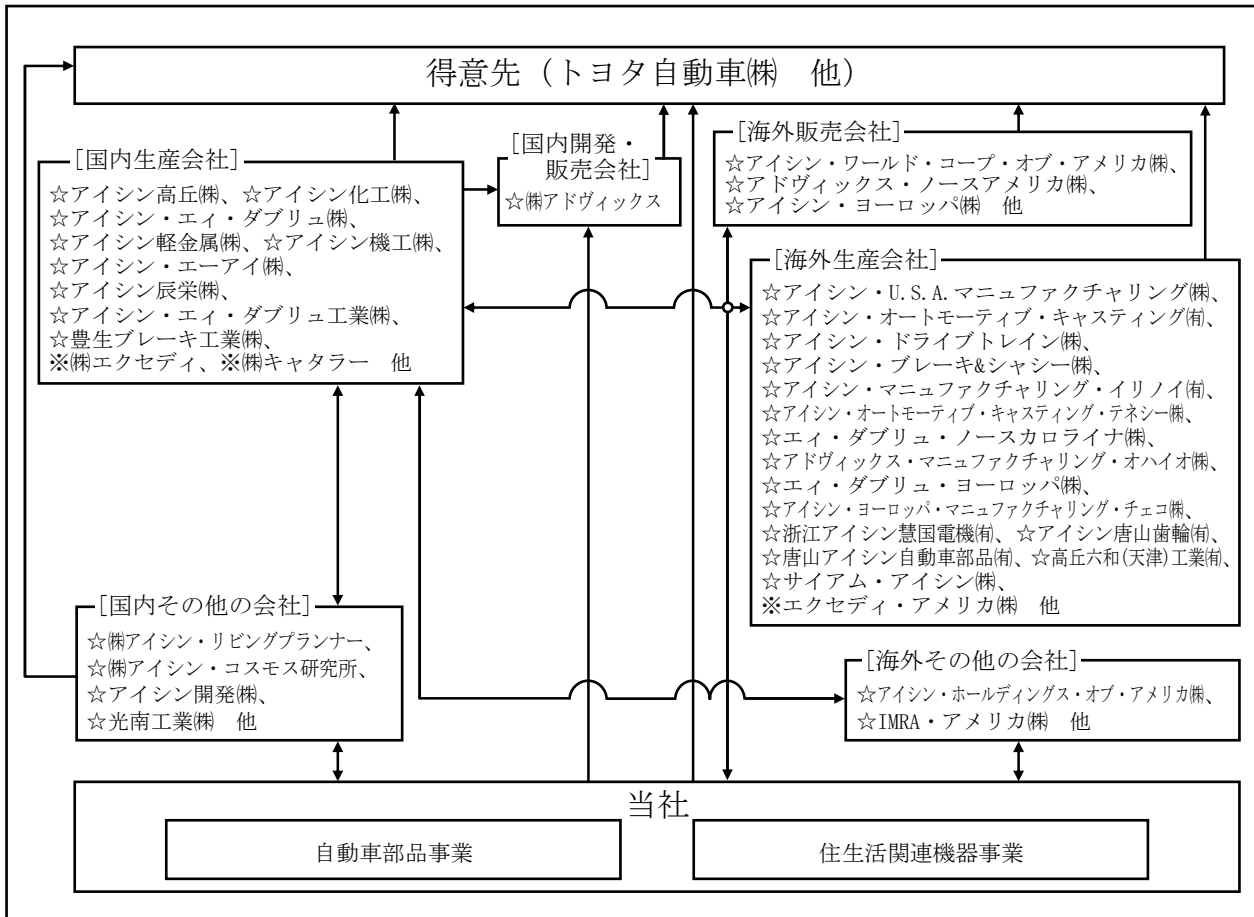 得意先（トヨタ自動車㈱　他）
[国内生産会社]
☆アイシン高丘㈱、☆アイシン化工㈱、
☆アイシン・エィ・ダブリュ㈱、
☆アイシン軽金属㈱、☆アイシン機工㈱、
☆アイシン・エーアイ㈱、
☆アイシン辰栄㈱、
☆アイシン・エィ・ダブリュ工業㈱、
☆豊生ブレーキ工業㈱、
※㈱エクセディ、※㈱キャタラー　他
[国内開発・
販売会社]
☆㈱アドヴィックス
[海外販売会社]
☆アイシン・ワールド・コープ・オブ・アメリカ㈱、
☆アドヴィックス・ノースアメリカ㈱、
☆アイシン・ヨーロッパ㈱　他
[海外生産会社]
☆アイシン・U.S.A.マニュファクチャリング㈱、
☆アイシン・オートモーティブ・キャスティング㈲、
☆アイシン・ドライブトレイン㈱、
☆アイシン・ブレーキ&シャシー㈱、
☆アイシン・マニュファクチャリング・イリノイ㈲、
☆アイシン・オートモーティブ・キャスティング・テネシー㈱、
☆エィ・ダブリュ・ノースカロライナ㈱、
☆アドヴィックス・マニュファクチャリング・オハイオ㈱、
☆エィ・ダブリュ・ヨーロッパ㈱、
☆アイシン・ヨーロッパ・マニュファクチャリング・チェコ㈱、
☆浙江アイシン慧国電機㈲、☆アイシン唐山歯輪㈲、
☆唐山アイシン自動車部品㈲、☆高丘六和(天津)工業㈲、
☆サイアム・アイシン㈱、
※エクセディ・アメリカ㈱　他
[国内その他の会社]
☆㈱アイシン・リビングプランナー、
☆㈱アイシン・コスモス研究所、
☆アイシン開発㈱、
☆光南工業㈱　他
[海外その他の会社]
☆アイシン・ホールディングス・オブ・アメリカ㈱、
☆IMRA・アメリカ㈱　他
当社
自動車部品事業
住生活関連機器事業